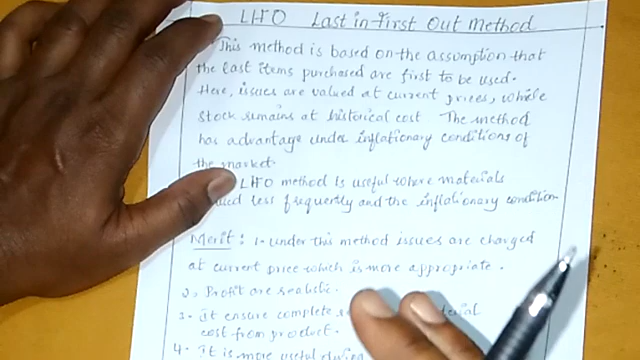 LIFO Last in first Out method
This method is based on the assumption that
the last items purchased are first to be used.
Here, issues are valued at current prices, while
stock remains at historical cost The method
has advantage under inflationary conditions of
the market.
LIFO method is useful where materials
less frequently and the inflationary condition.
Merit : 1- under this method issues are charged
at current price which is more appropriate.
2. Profit are realistic.
3- It ensure complete
cost from product.
4- It is more useful during